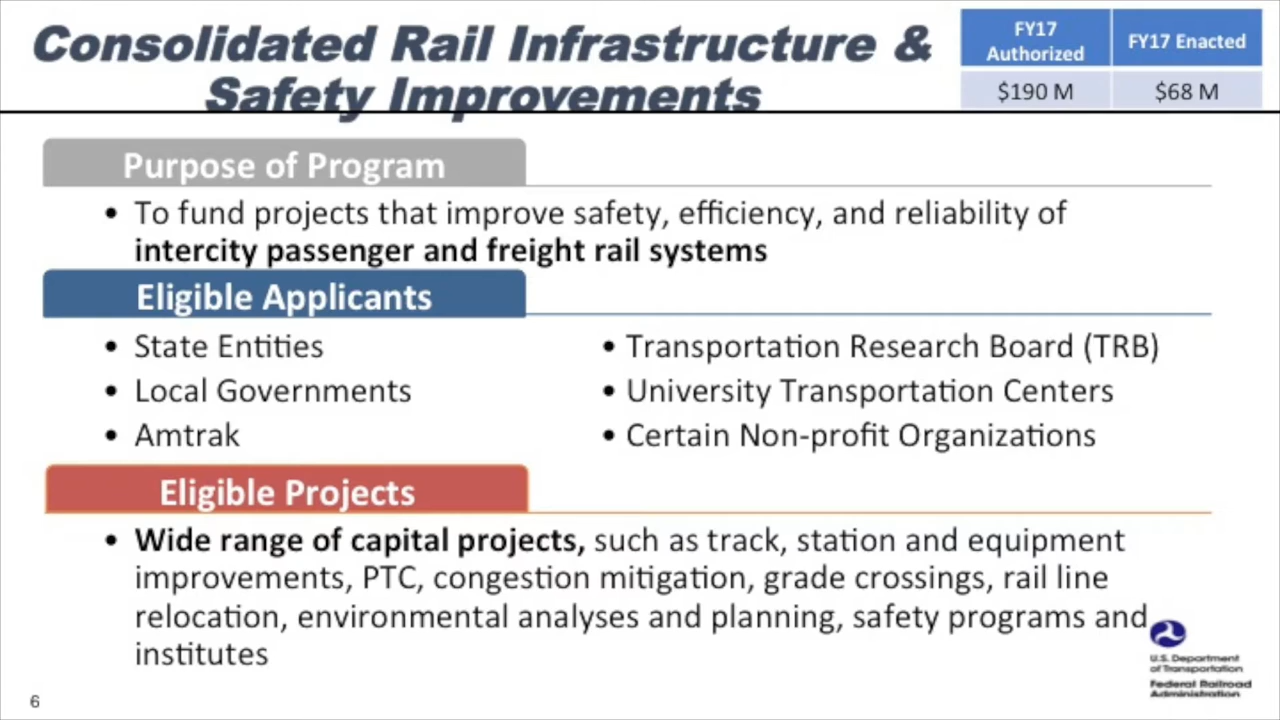 Consolidated Rail Infrastructure &
Safety Improvements
FY17
Authorized
FY17 Enacted
$190 M
$68 M
Purpose of Program
• To fund projects that improve safety, efficiency, and reliability of
intercity passenger and freight rail systems
Eligible Applicants
• State Entities
• Local Governments
• Amtrak
• Transportation Research Board (TRB)
• University Transportation Centers
• Certain Non-profit Organizations
Eligible Projects
• Wide range of capital projects, such as track, station and equipment
improvements, PTC, congestion mitigation, grade crossings, rail line
relocation, environmental analyses and planning, safety programs and
institutes
U.S. Department
of Transportation
Federal Railroad
Administration
6